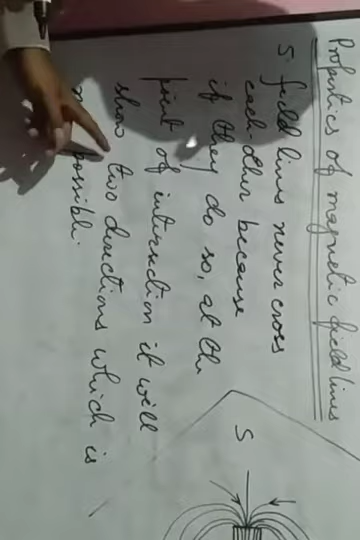 Properties of magnetic field lines
5. field lines never cross
each other because
if they do so, at the
point of intersection it will
show two directions which is
possible.
S